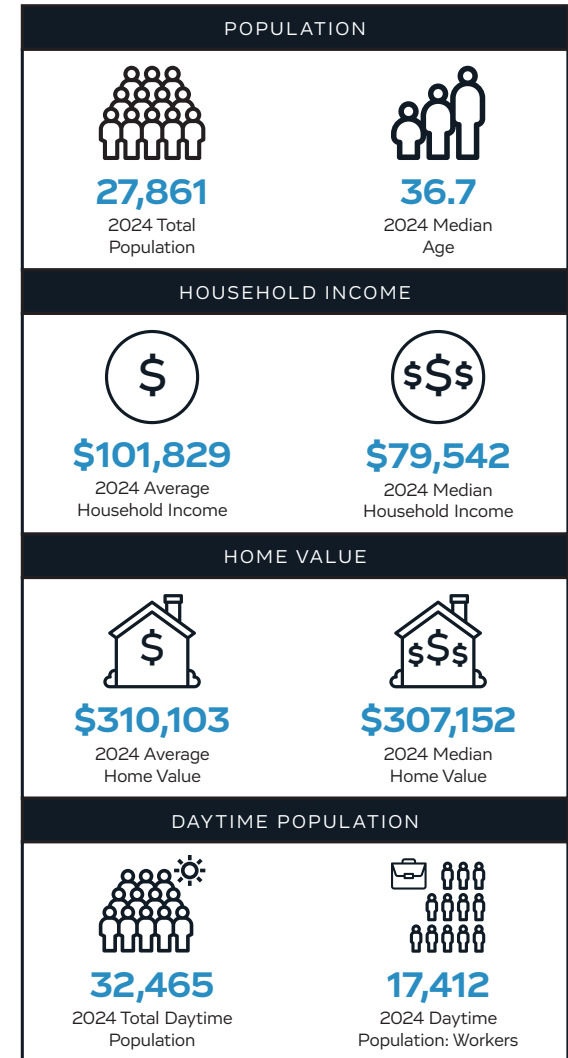 POPULATION
27,861
2024 Total
Population
36.7
2024 Median
Age
HOUSEHOLD INCOME
$
$101,829
2024 Average
Household Income
$$$
$79,542
2024 Median
Household Income
HOME VALUE
$
$310,103
2024 Average
Home Value
$$$
$307,152
2024 Median
Home Value
DAYTIME POPULATION
32,465
2024 Total Daytime
Population
17,412
2024 Daytime
Population: Workers